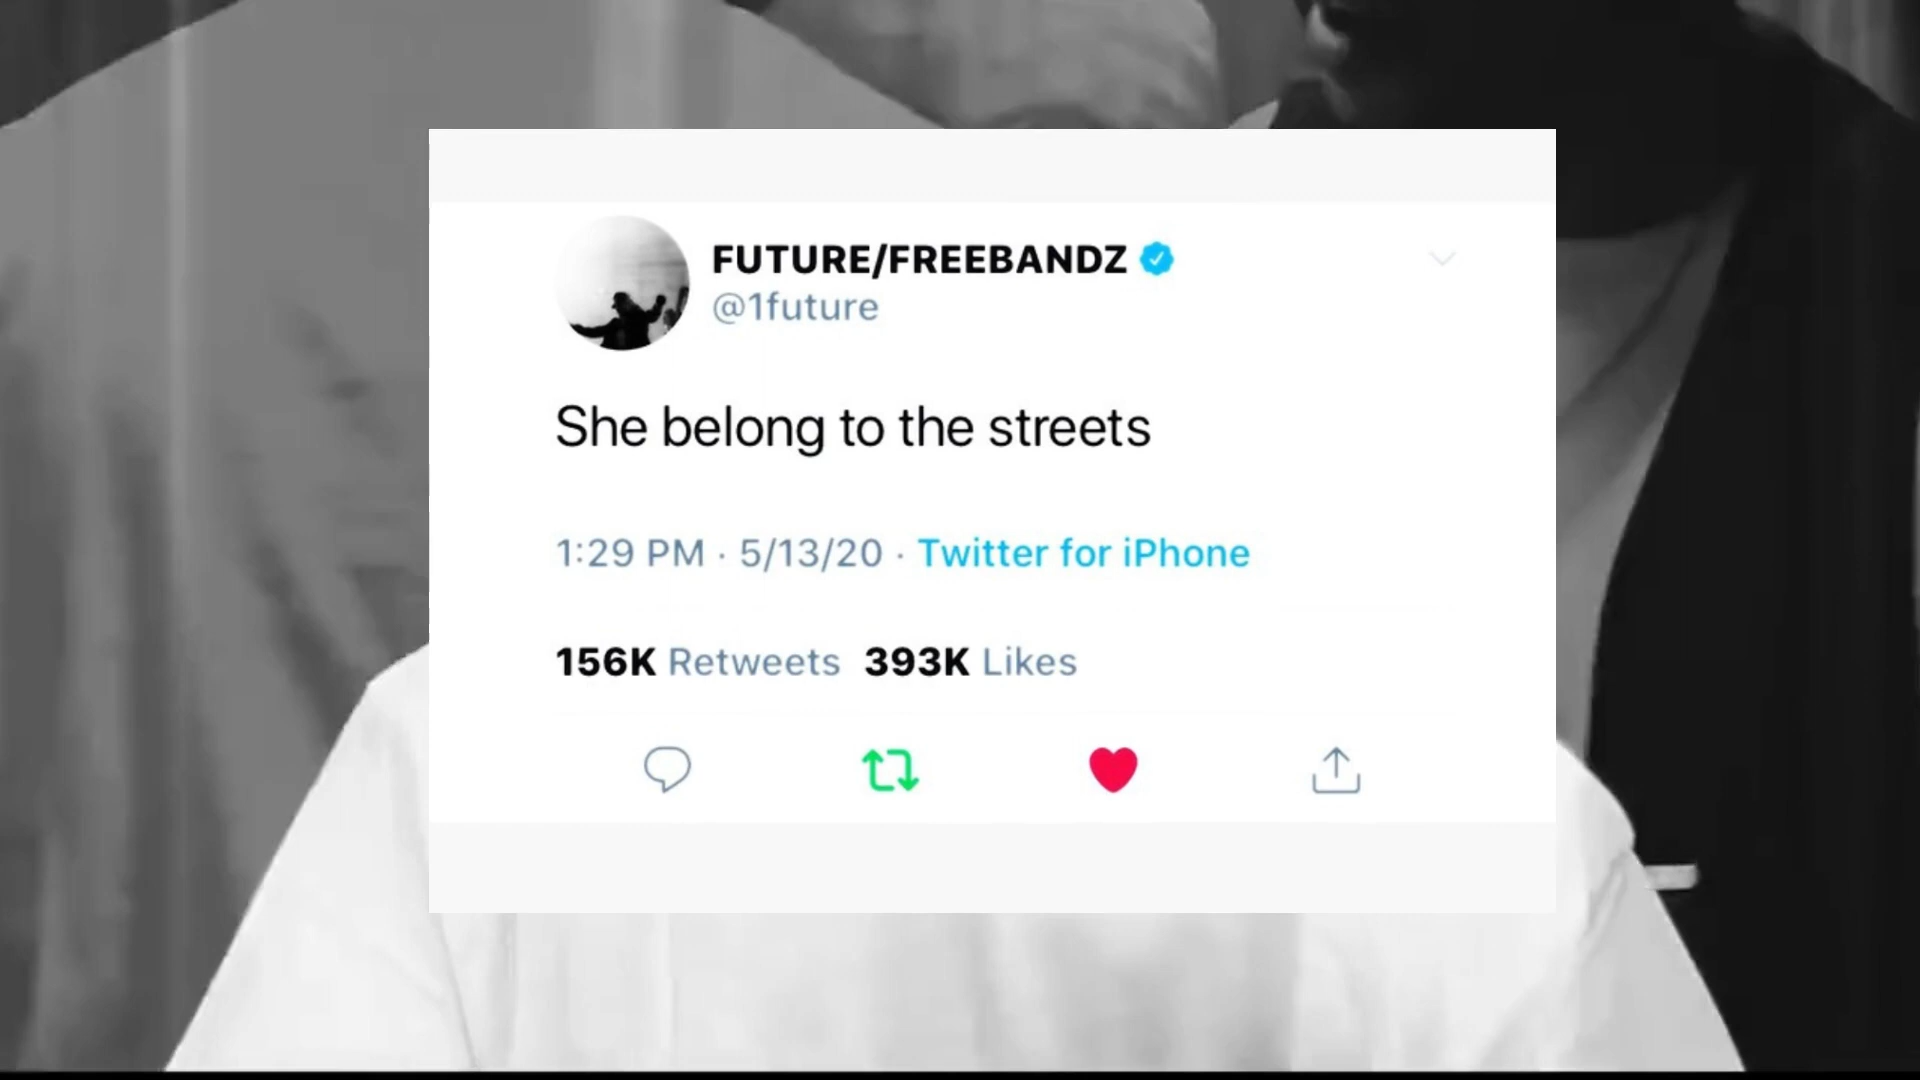 FUTURE/FREEBANDZ
@1future
She belong to the streets
1:29 PM · 5/13/20 · Twitter for iPhone
156K Retweets 393K Likes